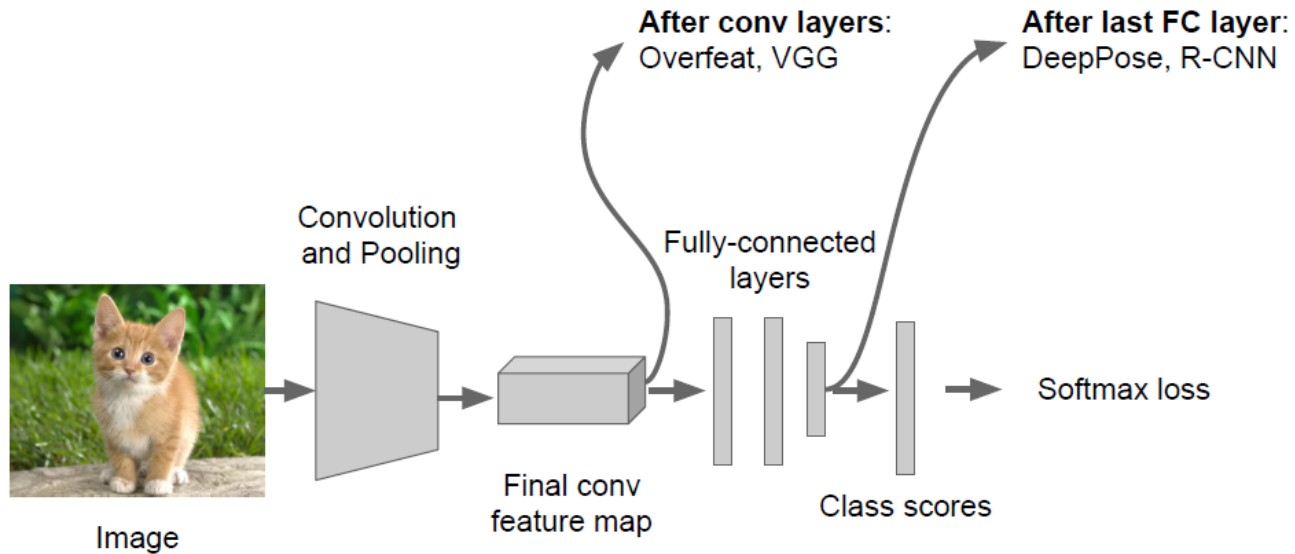 After conv layers:
Overfeat, VGG
After last FC layer:
DeepPose, R-CNN
Convolution
and Pooling
Fully-connected
layers
Softmax loss
Final conv
feature map
Class scores
Image